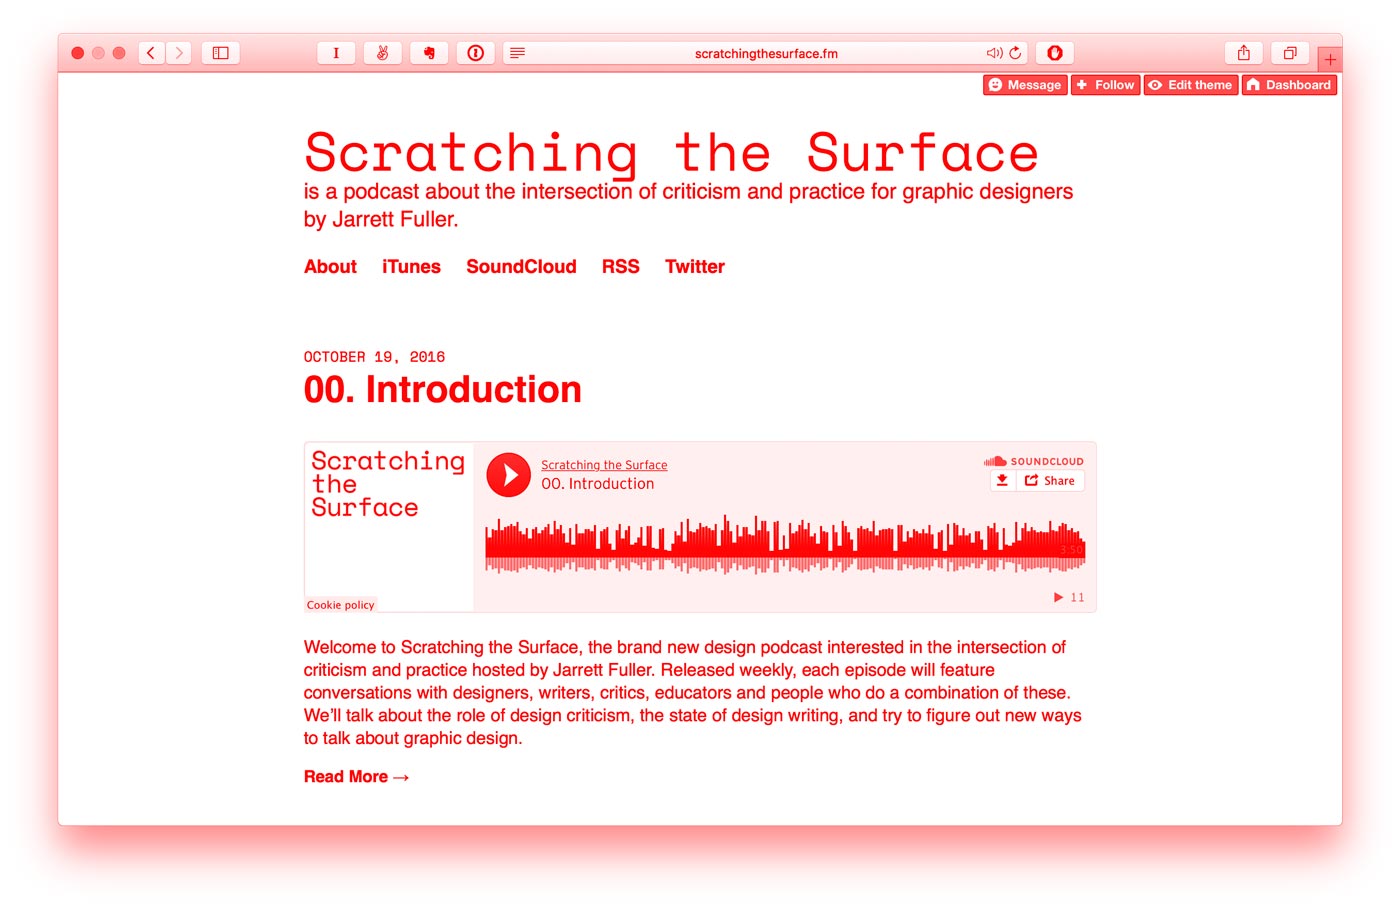 scratchingthesurface.fm
Message Follow Edit theme Dashboard
Scratching the Surface
is a podcast about the intersection of criticism and practice for graphic designers
by Jarrett Fuller.
About iTunes SoundCloud RSS Twitter
OCTOBER 19, 2016
00. Introduction
Scratching
the
Surface
Cookie policy
Scratching the Surface
00. Introduction
SOUNDCLOUD
Share
3:50
11
Welcome to Scratching the Surface, the brand new design podcast interested in the intersection of
criticism and practice hosted by Jarrett Fuller. Released weekly, each episode will feature
conversations with designers, writers, critics, educators and people who do a combination of these.
We’ll talk about the role of design criticism, the state of design writing, and try to figure out new ways
to talk about graphic design.
Read More →